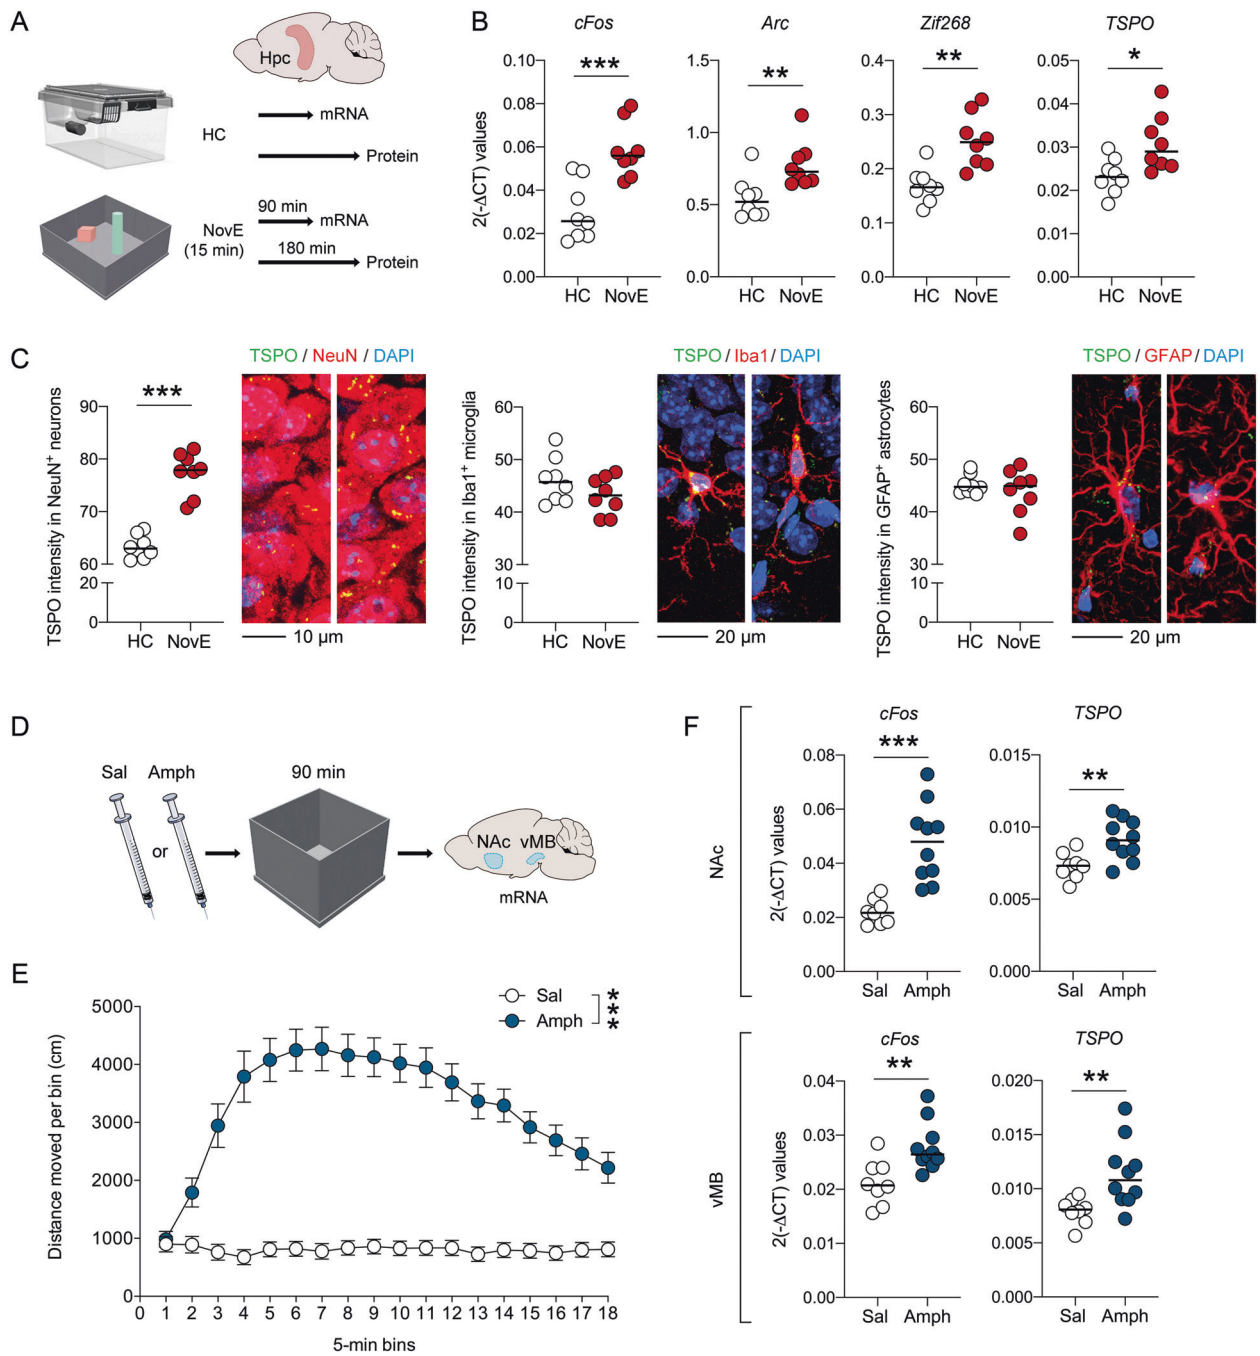 A
Hpc
HC
mRNA
Protein
NovE
(15 min)
90 min
mRNA
180 min
Protein
B
cFos
Arc
Zif268
TSPO
2(-ΔCT) values
0.10
0.08
0.06
0.04
0.02
0.00
***
HC NovE
1.5
1.0
0.5
0.0
**
HC NovE
0.4
0.3
0.2
0.1
0.0
**
HC NovE
0.05
0.04
0.03
0.02
0.01
0.00
*
HC NovE
C
TSPO intensity in NeuN+ neurons
90
80
70
60
20
0
***
HC NovE
TSPO / NeuN / DAPI
10 μm
TSPO intensity in Iba1+ microglia
60
50
40
30
10
0
HC NovE
TSPO / Iba1/ DAPI
20 μm
TSPO intensity in GFAP+ astrocytes
60
50
40
30
10
0
HC NovE
TSPO / GFAP/ DAPI
20 μm
D
Sal Amph
or
90 min
NAc vMB
mRNA
E
Distance moved per bin (cm)
5000
4000
3000
2000
1000
0
Sal
Amph
***
0 1 2 3 4 5 6 7 8 9 10 11 12 13 14 15 16 17 18
5-min bins
F
NAc
cFos
2(-ΔCT) values
0.08
0.06
0.04
0.02
0.00
***
Sal Amph
TSPO
0.015
0.010
0.005
0.000
**
Sal Amph
vMB
cFos
2(-ΔCT) values
0.04
0.03
0.02
0.01
0.00
**
Sal Amph
TSPO
0.020
0.015
0.010
0.005
0.000
**
Sal Amph